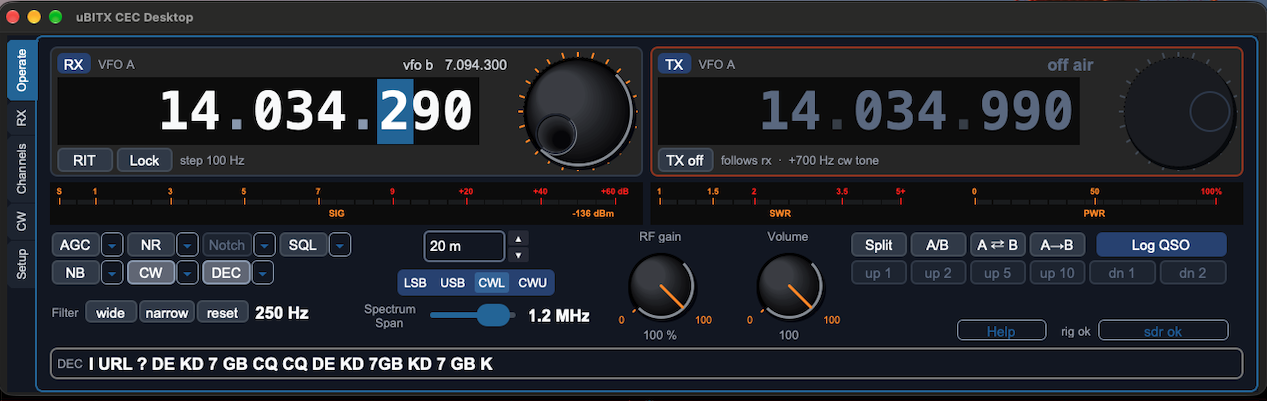 uBITX CEC Desktop
Operate
RX
Channels
CW
Setup
RX VFO A vfo b 7.094.300
14.034.290
RIT Lock step 100 Hz
TX VFO A off air
14.034.990
TX off follows rx · +700 Hz cw tone
S 1 3 5 7 9 +20 +40 +60 dB
SIG -136 dBm
1 1.5 2 3.5 5+
SWR
0 50 100%
PWR
AGC NR Notch SQL
NB CW DEC
Filter wide narrow reset 250 Hz
20 m
LSB USB CWL CWU
Spectrum
Span
1.2 MHz
RF gain
0 100
100 %
Volume
0 100
100
Split A/B A ⇄ B A→B Log QSO
up 1 up 2 up 5 up 10 dn 1 dn 2
Help rig ok sdr ok
DEC I URL ? DE KD 7 GB CQ CQ DE KD 7GB KD 7 GB K